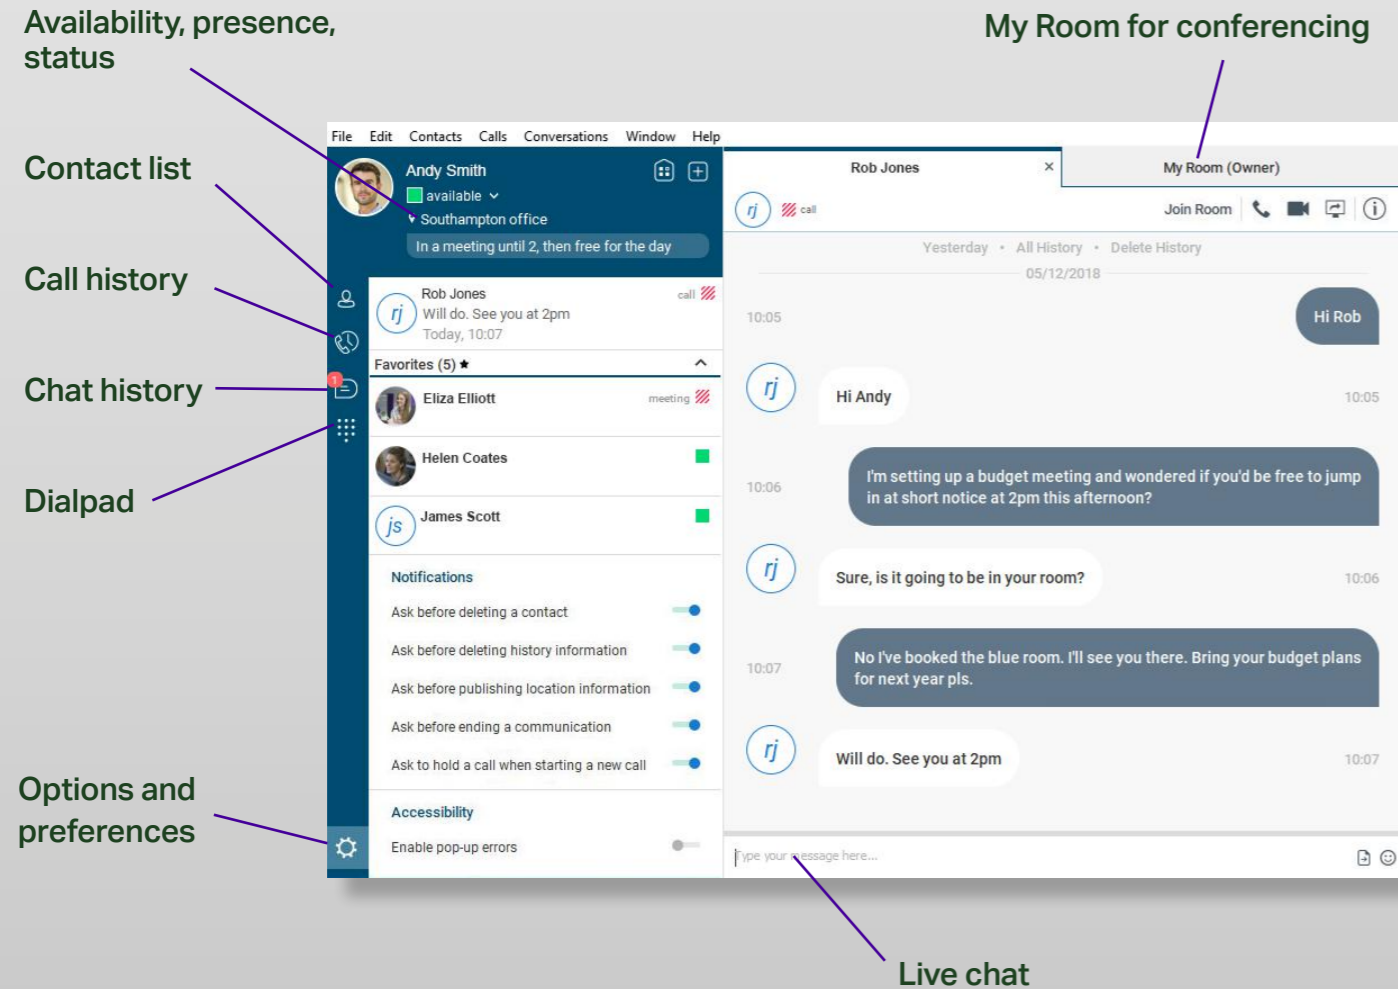 Availability, presence,
status
My Room for conferencing
Contact list
Call history
Chat history
Dialpad
Options and
preferences
Live chat
File Edit Contacts Calls Conversations Window Help
Andy Smith
available
Southampton office
In a meeting until 2, then free for the day
1
rj
Rob Jones
call
Will do. See you at 2pm
Today, 10:07
Favorites (5) ★
Eliza Elliott
meeting
Helen Coates
js
James Scott
Notifications
Ask before deleting a contact
Ask before deleting history information
Ask before publishing location information
Ask before ending a communication
Ask to hold a call when starting a new call
Accessibility
Enable pop-up errors
Rob Jones × My Room (Owner)
rj call Join Room
Yesterday • All History • Delete History
05/12/2018
10:05 Hi Rob
rj Hi Andy 10:05
I'm setting up a budget meeting and wondered if you'd be free to jump
10:06
in at short notice at 2pm this afternoon?
rj Sure, is it going to be in your room? 10:06
No I've booked the blue room. I'll see you there. Bring your budget plans
10:07
for next year pls.
rj Will do. See you at 2pm 10:07
Type your message here...